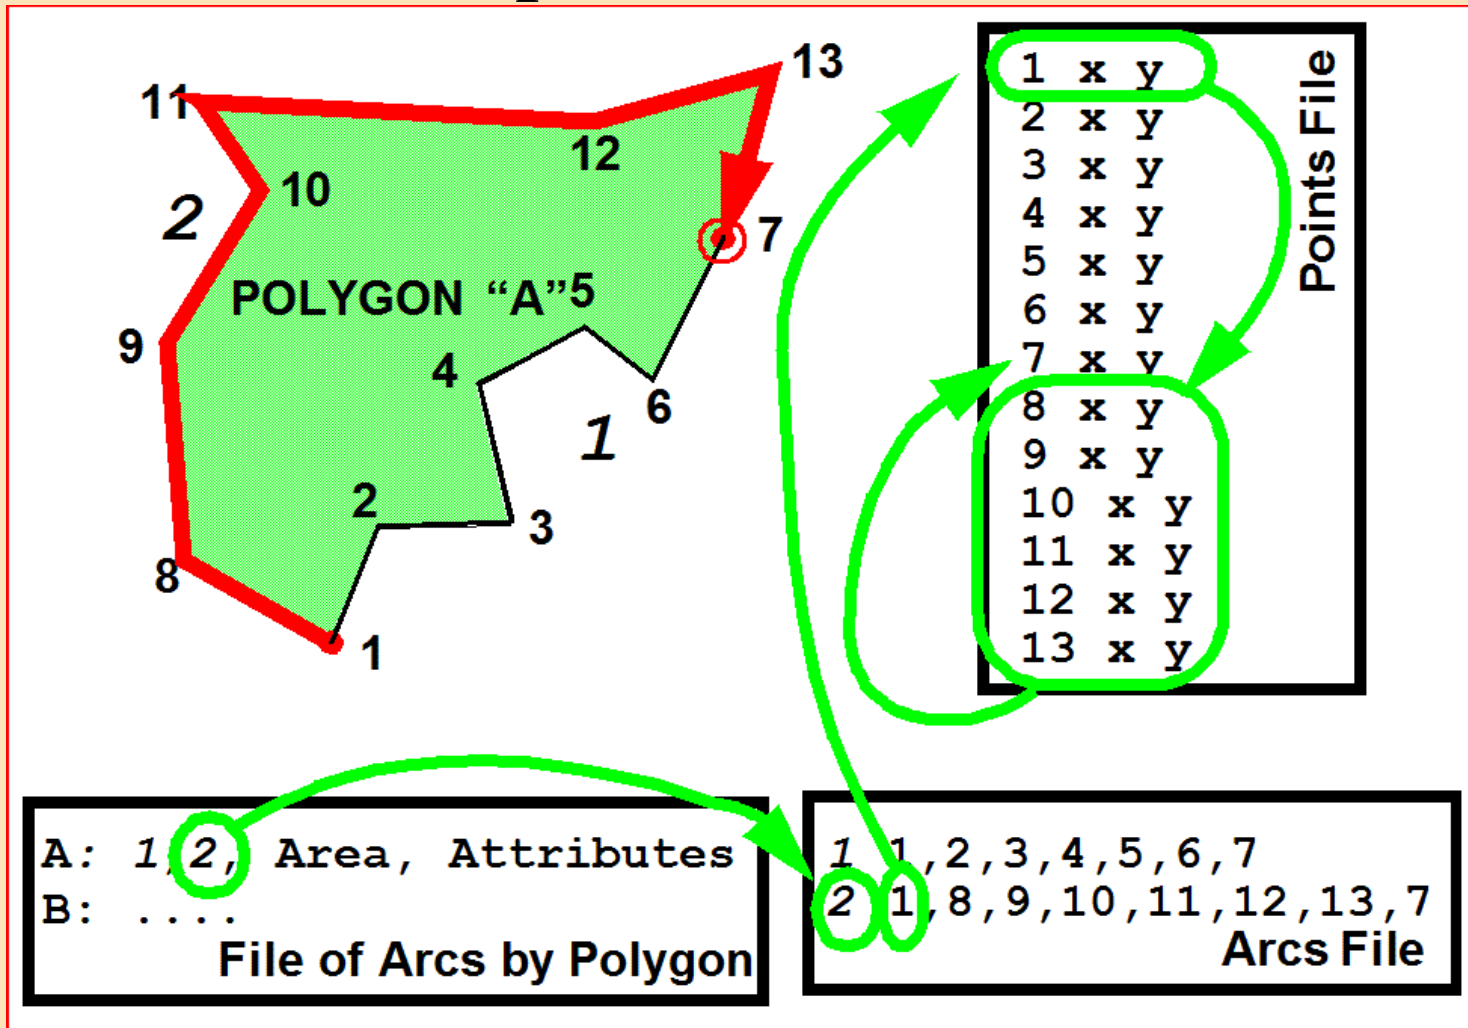 13
11
12
10
2
7
POLYGON “A”
5
9
4
6
1
2
3
8
1
Points File
1 x y
2 x y
3 x y
4 x y
5 x y
6 x y
7 x y
8 x y
9 x y
10 x y
11 x y
12 x y
13 x y
A: 1,2, Area, Attributes
B: ....
File of Arcs by Polygon
1 1,2,3,4,5,6,7
2 1,8,9,10,11,12,13,7
Arcs File